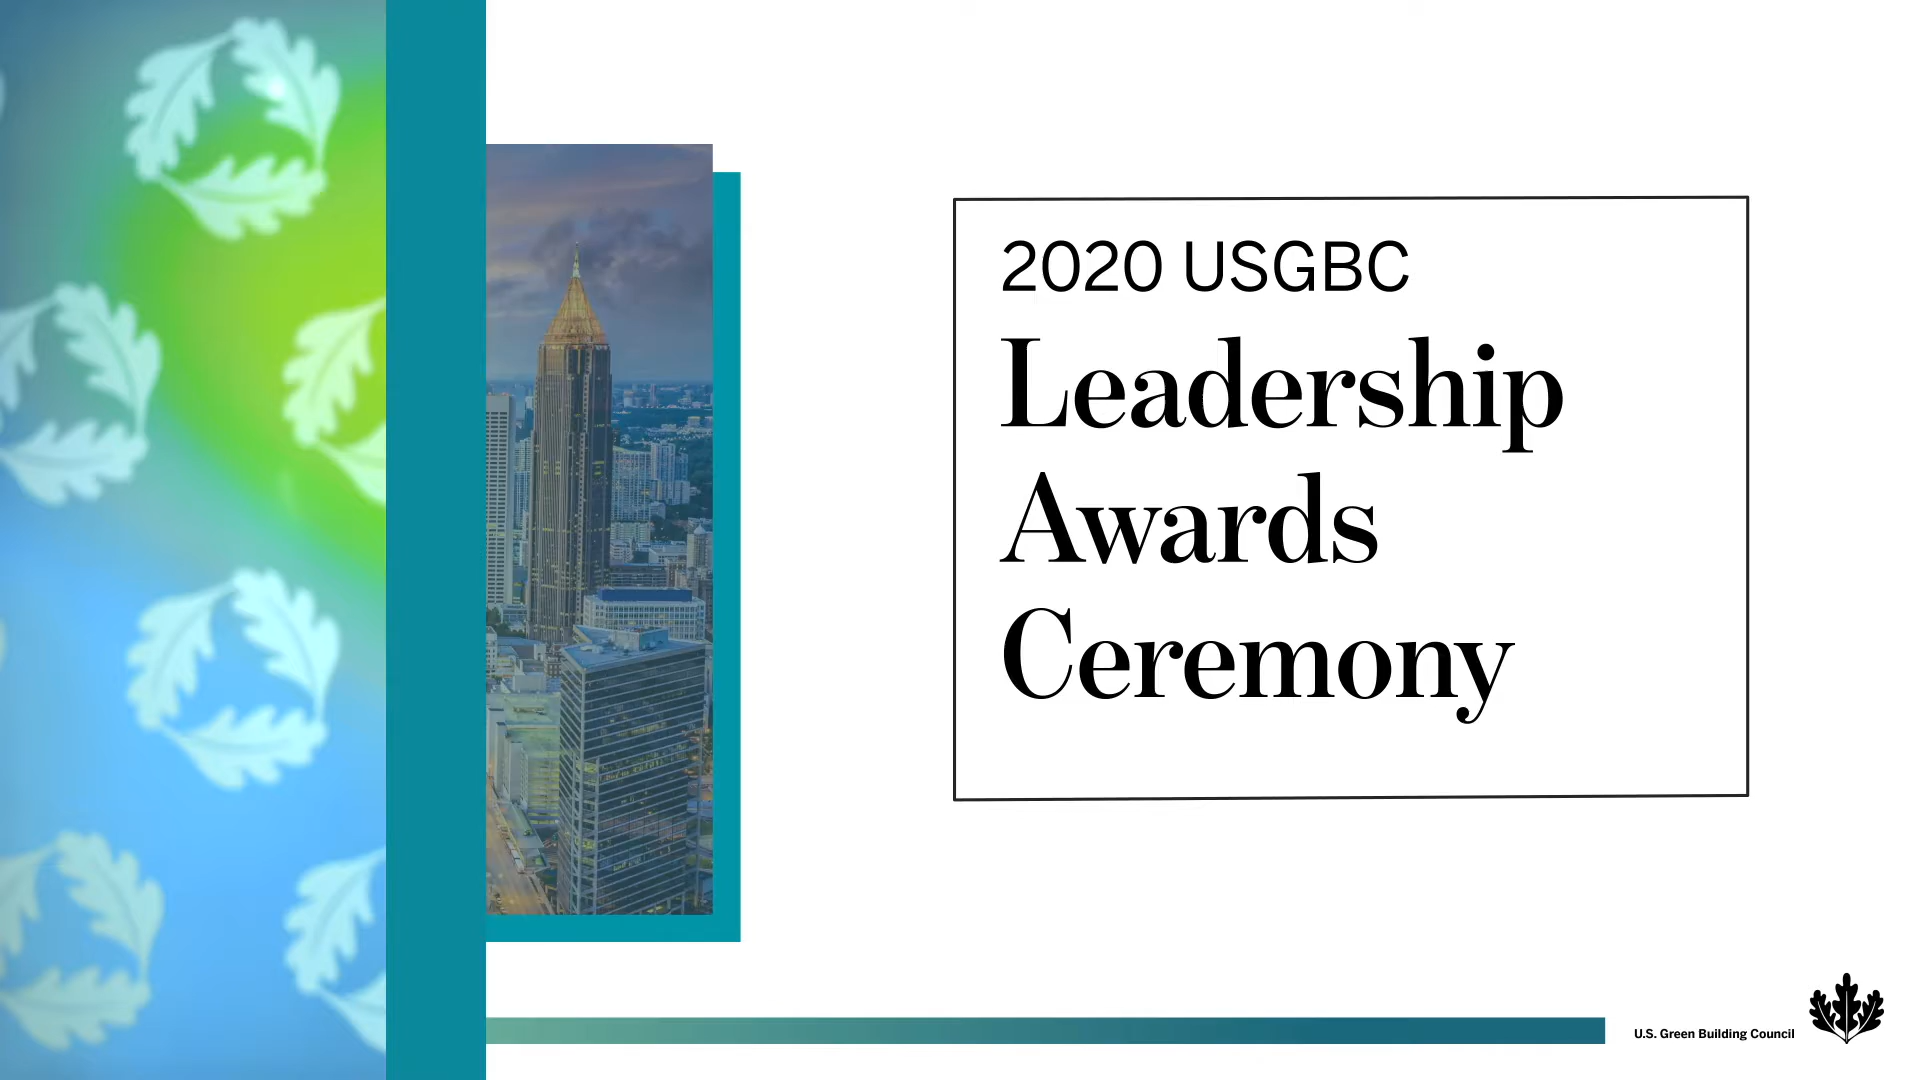 2020 USGBC
Leadership
Awards
Ceremony
U.S. Green Building Council